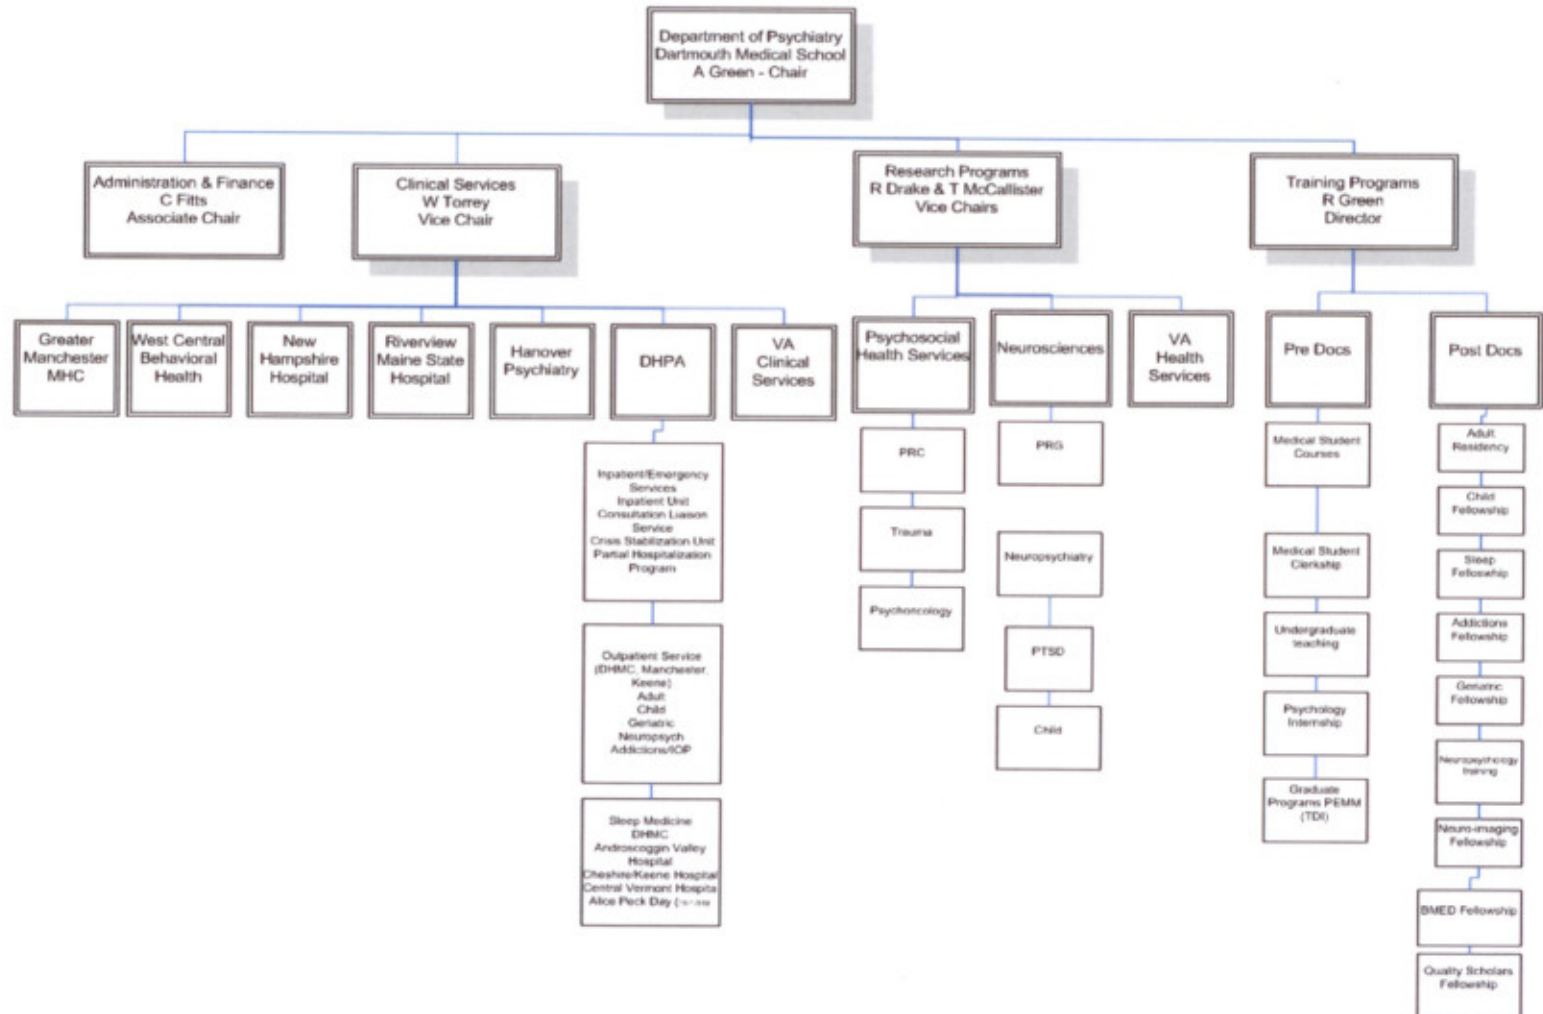 Department of Psychiatry
Dartmouth Medical School
A Green - Chair
Administration & Finance
C Fitts
Associate Chair
Clinical Services
W Torrey
Vice Chair
Research Programs
R Drake & T McCallister
Vice Chairs
Training Programs
R Green
Director
Greater
Manchester
MHC
West Central
Behavioral
Health
New
Hampshire
Hospital
Riverview
Maine State
Hospital
Hanover
Psychiatry
DHPA
VA
Clinical
Services
Psychosocial
Health Services
Neurosciences
VA
Health
Services
Pre Docs
Post Docs
Inpatient/Emergency
Services
Inpatient Unit
Consultation Liaison
Service
Crisis Stabilization Unit
Partial Hospitalization
Program
Outpatient Service
(DHMC, Manchester,
Keene)
Adult
Child
Geriatric
Neuropsych
Addictions/IOP
Sleep Medicine
DHMC
Androscoggin Valley
Hospital
Cheshire/Keene Hospital
Central Vermont Hospita
Alice Peck Day
PRC
Trauma
Psychoncology
PRG
Neuropsychiatry
PTSD
Child
Medical Student
Courses
Medical Student
Clerkship
Undergraduate
teaching
Psychology
Internship
Graduate
Programs PEMM
(TDI)
Adult
Residency
Child
Fellowship
Sleep
Felloswhip
Addictions
Fellowship
Geriatric
Fellowship
training
Neuro-imaging
Fellowship
BMED Fellowship
Quality Scholars
Fellowship